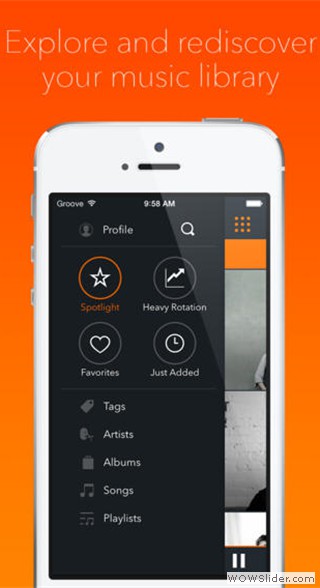 Explore and rediscover
your music library
Groove 9:58 AM
Profile
Spotlight Heavy Rotation
Favorites Just Added
Tags
Artists
Albums
Songs
Playlists
WOWSlider.com